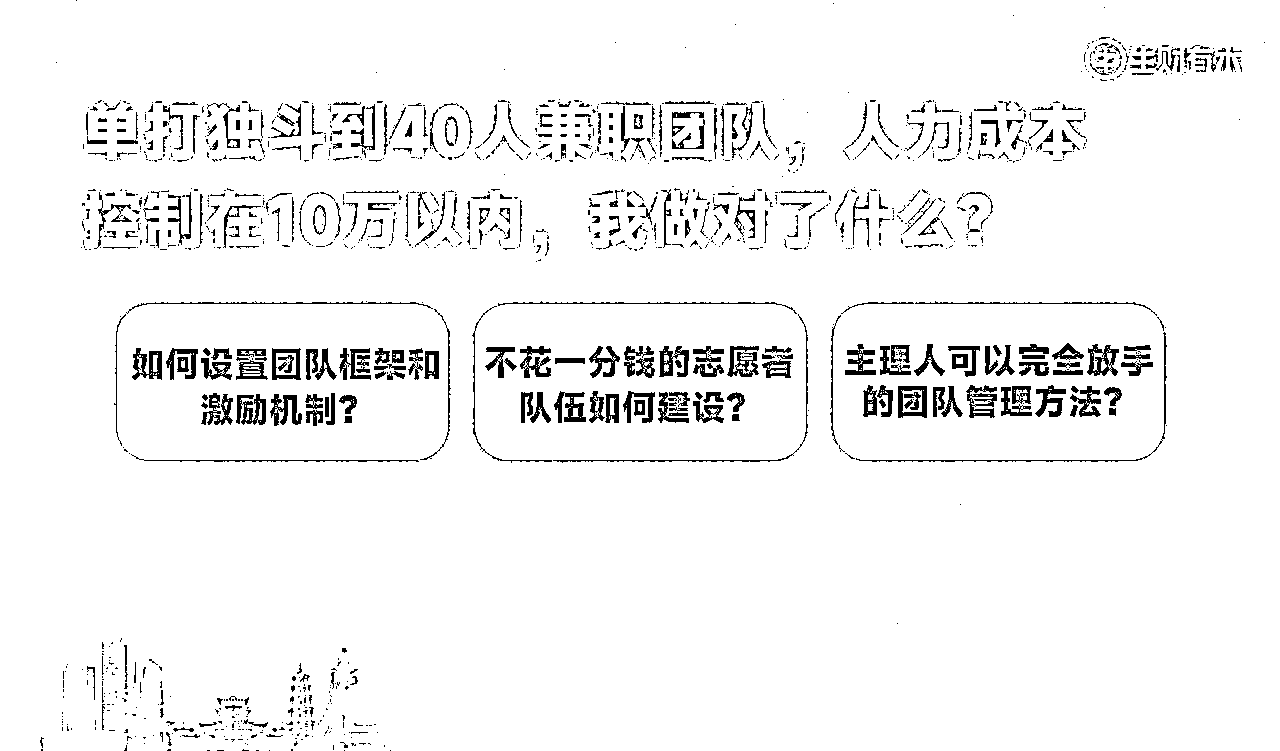 生财有术
单打独斗到40人兼职团队，人力成本
控制在10万以内，我做对了什么？
如何设置团队框架和
激励机制？
不花一分钱的志愿者
队伍如何建设？
主理人可以完全放手
的团队管理方法？